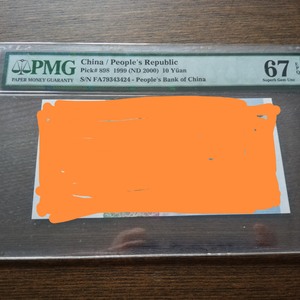 PMG
PAPER MONEY GUARANTY
China / People's Republic
Pick# 898 1999 (ND 2000) 10 Yüan
S/N FA79343424 - People's Bank of China
67 EPQ
Superb Gem Unc